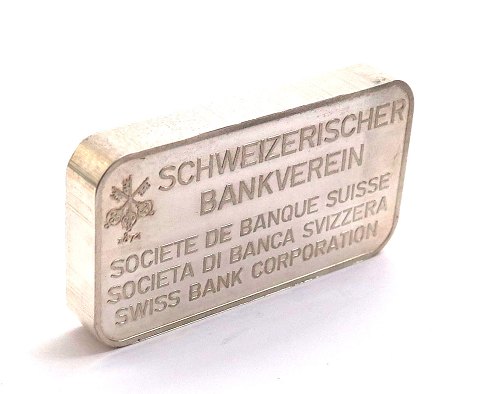 SCHWEIZERISCHER
BANKVEREIN
SOCIETE DE BANQUE SUISSE
SOCIETA DI BANCA SVIZZERA
SWISS BANK CORPORATION